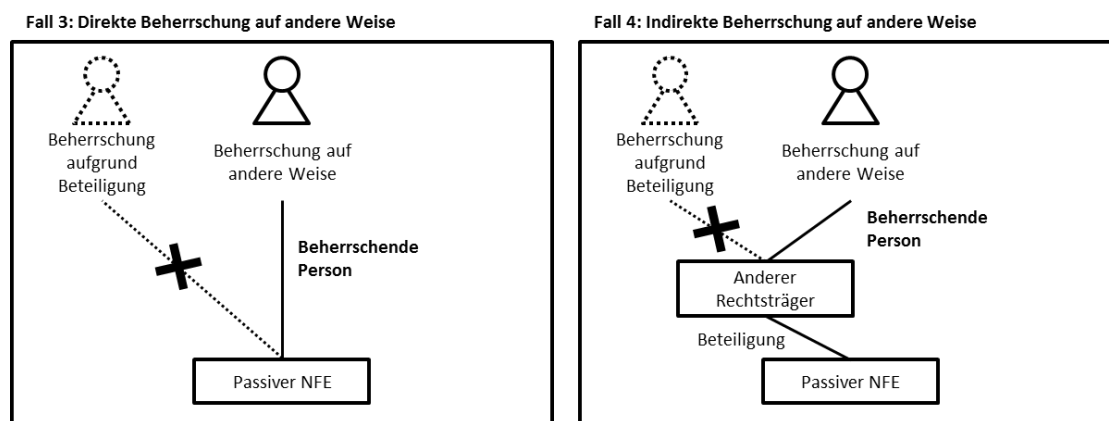 Fall 3: Direkte Beherrschung auf andere Weise
Beherrschung
aufgrund
Beteiligung
Beherrschung auf
andere Weise
Beherrschende
Person
Passiver NFE
Fall 4: Indirekte Beherrschung auf andere Weise
Beherrschung
aufgrund
Beteiligung
Beherrschung auf
andere Weise
Beherrschende
Person
Anderer
Rechtsträger
Beteiligung
Passiver NFE